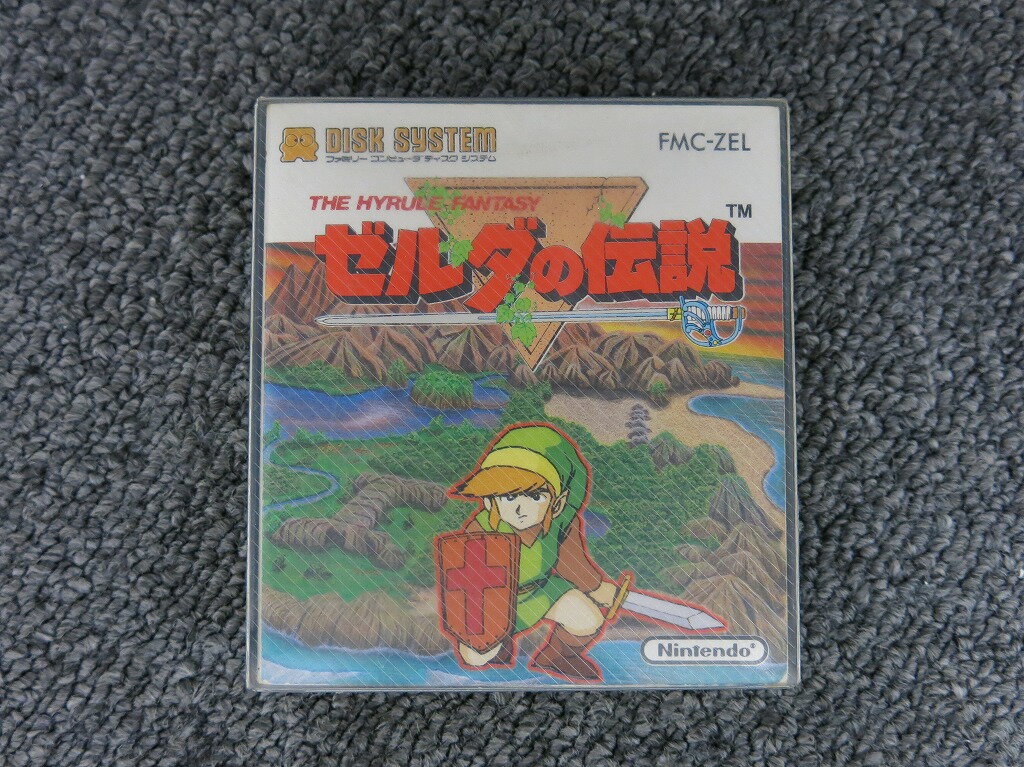 DISK SYSTEM
ファミリー コンピュータ ディスク システム
FMC-ZEL
THE HYRULE FANTASY
ゼルダの伝説
TM
Nintendo®